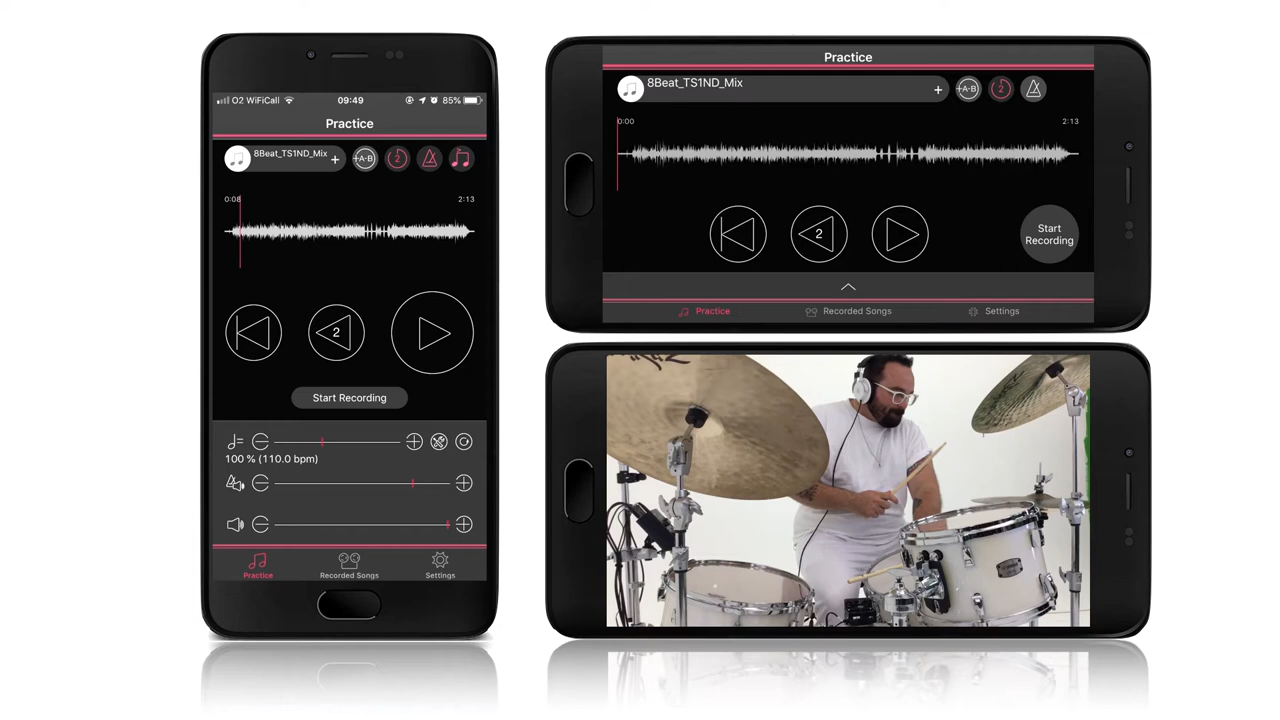 O2 WiFiCall 09:49 85%
Practice
8Beat_TS1ND_Mix + A-B 2
0:08 2:13
2
Start Recording
100 % (110.0 bpm)
Practice Recorded Songs Settings
Practice
8Beat_TS1ND_Mix + A-B 2
0:00 2:13
2
Start
Recording
Practice Recorded Songs Settings